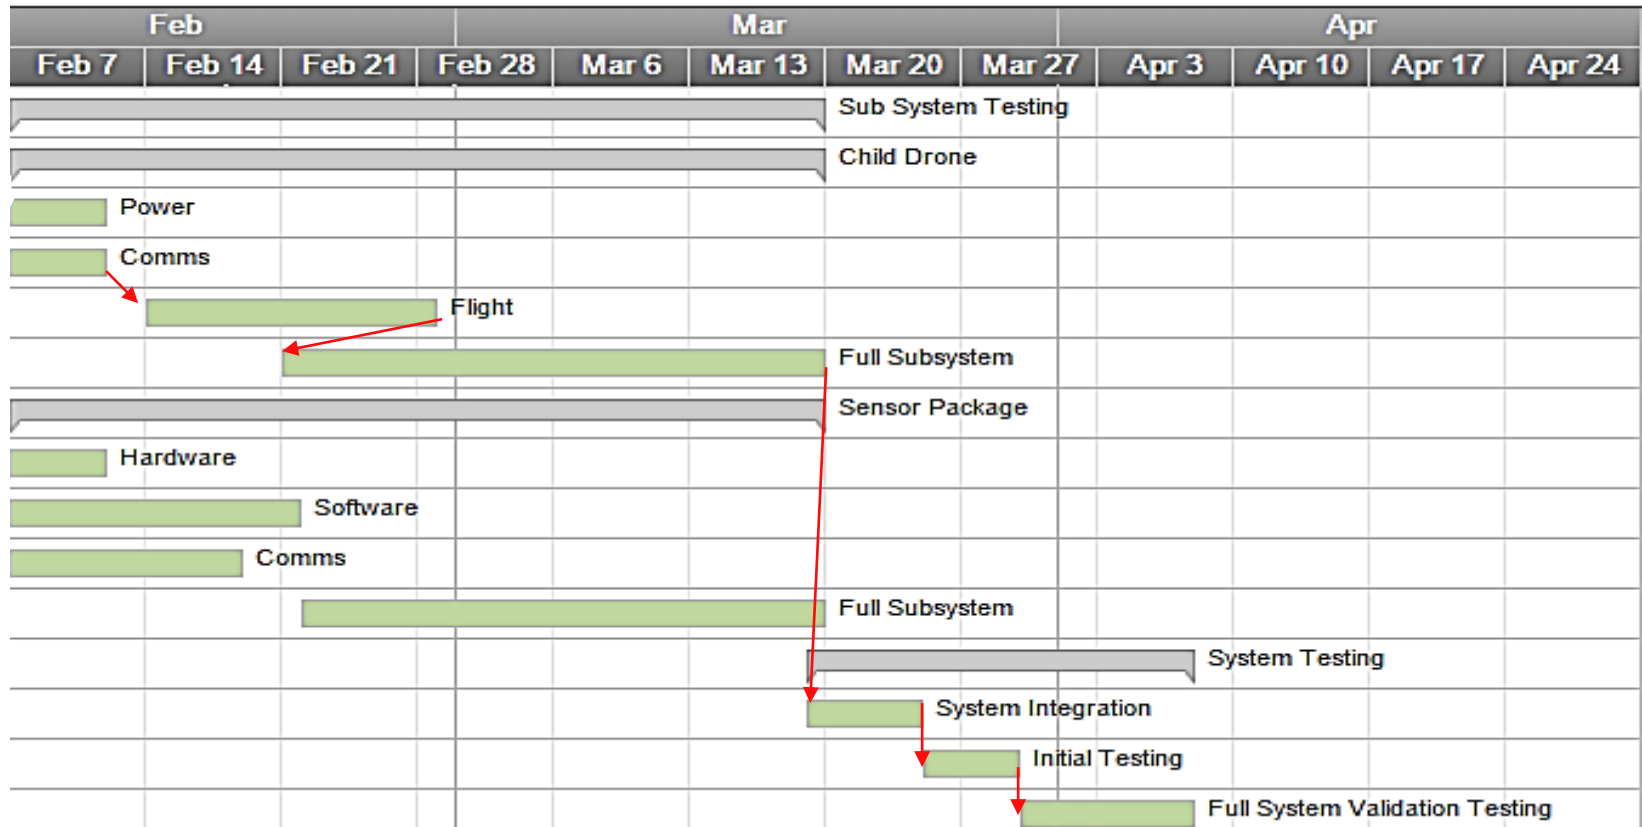 Feb Mar Apr
Feb 7 Feb 14 Feb 21 Feb 28 Mar 6 Mar 13 Mar 20 Mar 27 Apr 3 Apr 10 Apr 17 Apr 24
Sub System Testing
Child Drone
Power
Comms
Flight
Full Subsystem
Sensor Package
Hardware
Software
Comms
Full Subsystem
System Testing
System Integration
Initial Testing
Full System Validation Testing